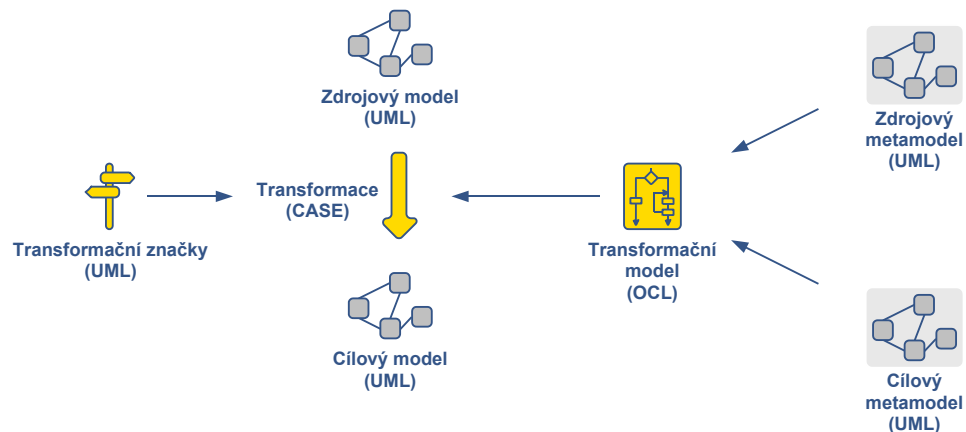 Zdrojový model
(UML)
Zdrojový
metamodel
(UML)
Transformace
(CASE)
Transformační značky
(UML)
Transformační
model
(OCL)
Cílový model
(UML)
Cílový
metamodel
(UML)